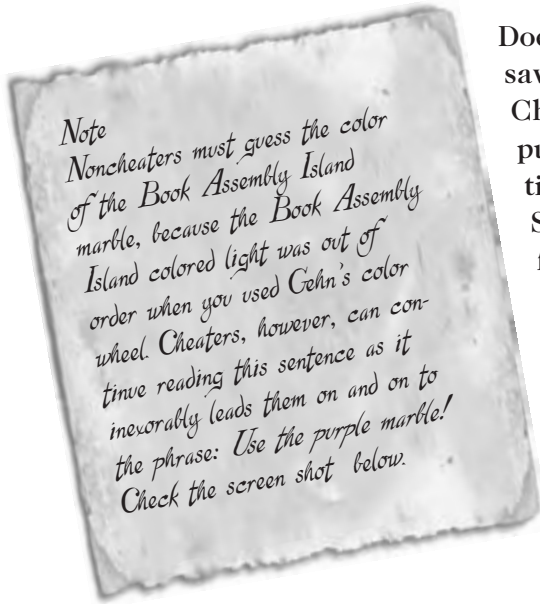 Note
Noncheaters must guess the color
of the Book Assembly Island
marble, because the Book Assembly
Island colored light was out of
order when you used Gehn's color
wheel. Cheaters, however, can con-
tinue reading this sentence as it
inexorably leads them on and on to
the phrase: Use the purple marble!
Check the screen shot below.